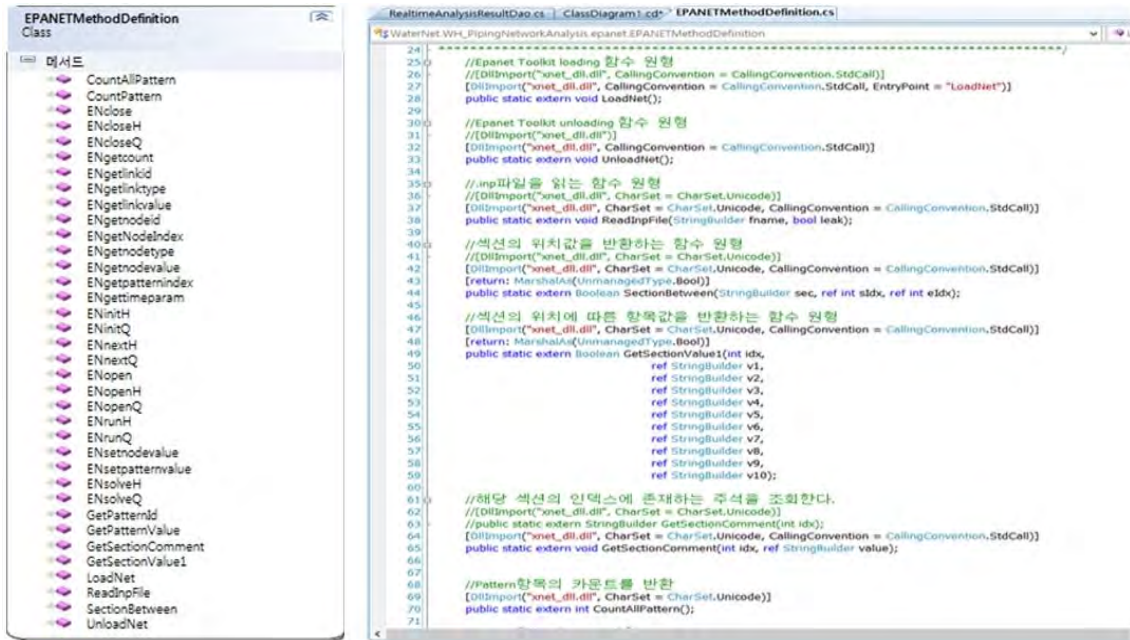 EPANETMethodDefinition
Class
메서드
CountAllPattern
CountPattern
ENclose
ENcloseH
ENcloseQ
ENgetcount
ENgetlinkid
ENgetlinktype
ENgetlinkvalue
ENgetnodeid
ENgetNodeIndex
ENgetnodetype
ENgetnodevalue
ENgetpatternindex
ENgettimeparam
ENinitH
ENinitQ
ENnextH
ENnextQ
ENopen
ENopenH
ENopenQ
ENrunH
ENrunQ
ENsetnodevalue
ENsetpatternvalue
ENsolveH
ENsolveQ
GetPatternId
GetPatternValue
GetSectionComment
GetSectionValue1
LoadNet
ReadInpFile
SectionBetween
UnloadNet
RealtimeAnalysisResultDao.cs ClassDiagram1.cd* EPANETMethodDefinition.cs
WaterNet.WH_PipingNetworkAnalysis.epanet.EPANETMethodDefinition
24 ***************************************************************************/
25 //Epanet Toolkit loading 함수 원형
26 //[DllImport("xnet_dll.dll", CallingConvention = CallingConvention.StdCall)]
27 [DllImport("xnet_dll.dll", CallingConvention = CallingConvention.StdCall, EntryPoint = "LoadNet")]
28 public static extern void LoadNet();
29
30 //Epanet Toolkit unloading 함수 원형
31 //[DllImport("xnet_dll.dll")]
32 [DllImport("xnet_dll.dll", CallingConvention = CallingConvention.StdCall)]
33 public static extern void UnloadNet();
34
35 //.inp파일을 읽는 함수 원형
36 //[DllImport("xnet_dll.dll", CharSet = CharSet.Unicode)]
37 [DllImport("xnet_dll.dll", CharSet = CharSet.Unicode, CallingConvention = CallingConvention.StdCall)]
38 public static extern void ReadInpFile(StringBuilder fname, bool leak);
39
40 //섹션의 위치값을 반환하는 함수 원형
41 //[DllImport("xnet_dll.dll", CharSet = CharSet.Unicode)]
42 [DllImport("xnet_dll.dll", CharSet = CharSet.Unicode, CallingConvention = CallingConvention.StdCall)]
43 [return: MarshalAs(UnmanagedType.Bool)]
44 public static extern Boolean SectionBetween(StringBuilder sec, ref int sIdx, ref int eIdx);
45
46 //섹션의 위치에 따른 항목값을 반환하는 함수 원형
47 [DllImport("xnet_dll.dll", CharSet = CharSet.Unicode, CallingConvention = CallingConvention.StdCall)]
48 [return: MarshalAs(UnmanagedType.Bool)]
49 public static extern Boolean GetSectionValue1(int idx,
50 ref StringBuilder v1,
51 ref StringBuilder v2,
52 ref StringBuilder v3,
53 ref StringBuilder v4,
54 ref StringBuilder v5,
55 ref StringBuilder v6,
56 ref StringBuilder v7,
57 ref StringBuilder v8,
58 ref StringBuilder v9,
59 ref StringBuilder v10);
60
61 //해당 섹션의 인덱스에 존재하는 주석을 조회한다.
62 //[DllImport("xnet_dll.dll", CharSet = CharSet.Unicode)]
63 //public static extern StringBuilder GetSectionComment(int idx);
64 [DllImport("xnet_dll.dll", CharSet = CharSet.Unicode, CallingConvention = CallingConvention.StdCall)]
65 public static extern void GetSectionComment(int idx, ref StringBuilder value);
66
67
68 //Pattern항목의 카운트를 반환
69 [DllImport("xnet_dll.dll", CharSet = CharSet.Unicode)]
70 public static extern int CountAllPattern();
71